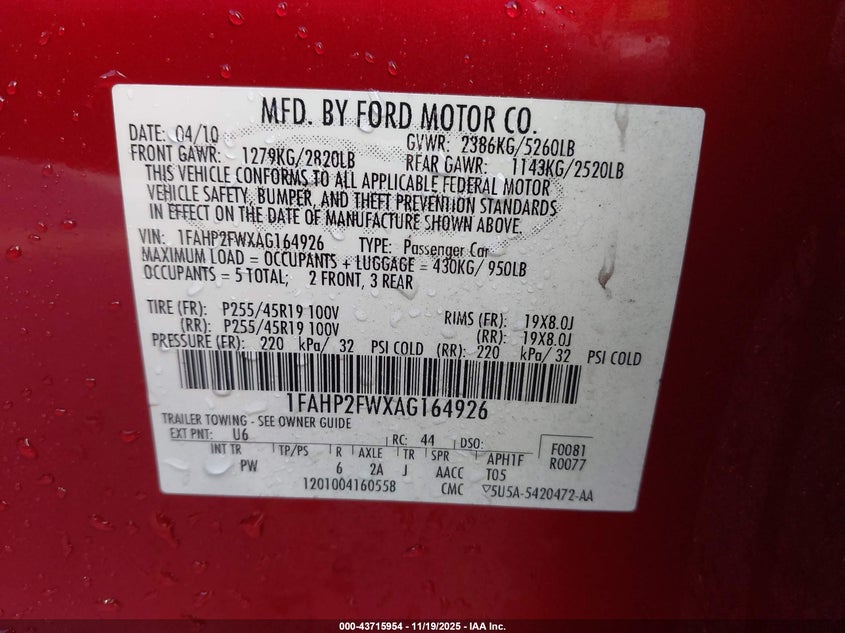 MFD. BY FORD MOTOR CO.
DATE: 04/10 GVWR: 2386KG/5260LB
FRONT GAWR: 1279KG/2820LB RFAR GAWR: 1143KG/2520LB
THIS VEHICLE CONFORMS TO ALL APPLICABLE FEDERAL MOTOR
VEHICLE SAFETY, BUMPER, AND THEFT PREVENTION STANDARDS
IN EFFECT ON THE DATE OF MANUFACTURE SHOWN ABOVE.
VIN: 1FAHP2FWXAG164926 TYPE: Passenger Car
MAXIMUM LOAD = OCCUPANTS + LUGGAGE = 430KG/ 950LB
OCCUPANTS = 5 TOTAL; 2 FRONT, 3 REAR
TIRE (FR): P255/45R19 100V RIMS (FR): 19X8.0J
(RR): P255/45R19 100V (RR): 19X8.0J
PRESSURE (FR): 220 kPa/ 32 PSI COLD (RR): 220 kPa/ 32 PSI COLD
1FAHP2FWXAG164926
TRAILER TOWING - SEE OWNER GUIDE
EXT PNT: U6 RC: 44 DSO: F0081
INT TR TP/PS R AXLE TR SPR APH1F R0077
PW 6 2A J AACC T05
1201004160558 CMC ▽5U5A-5420472-AA
000-43715954 - 11/19/2025 - IAA Inc.